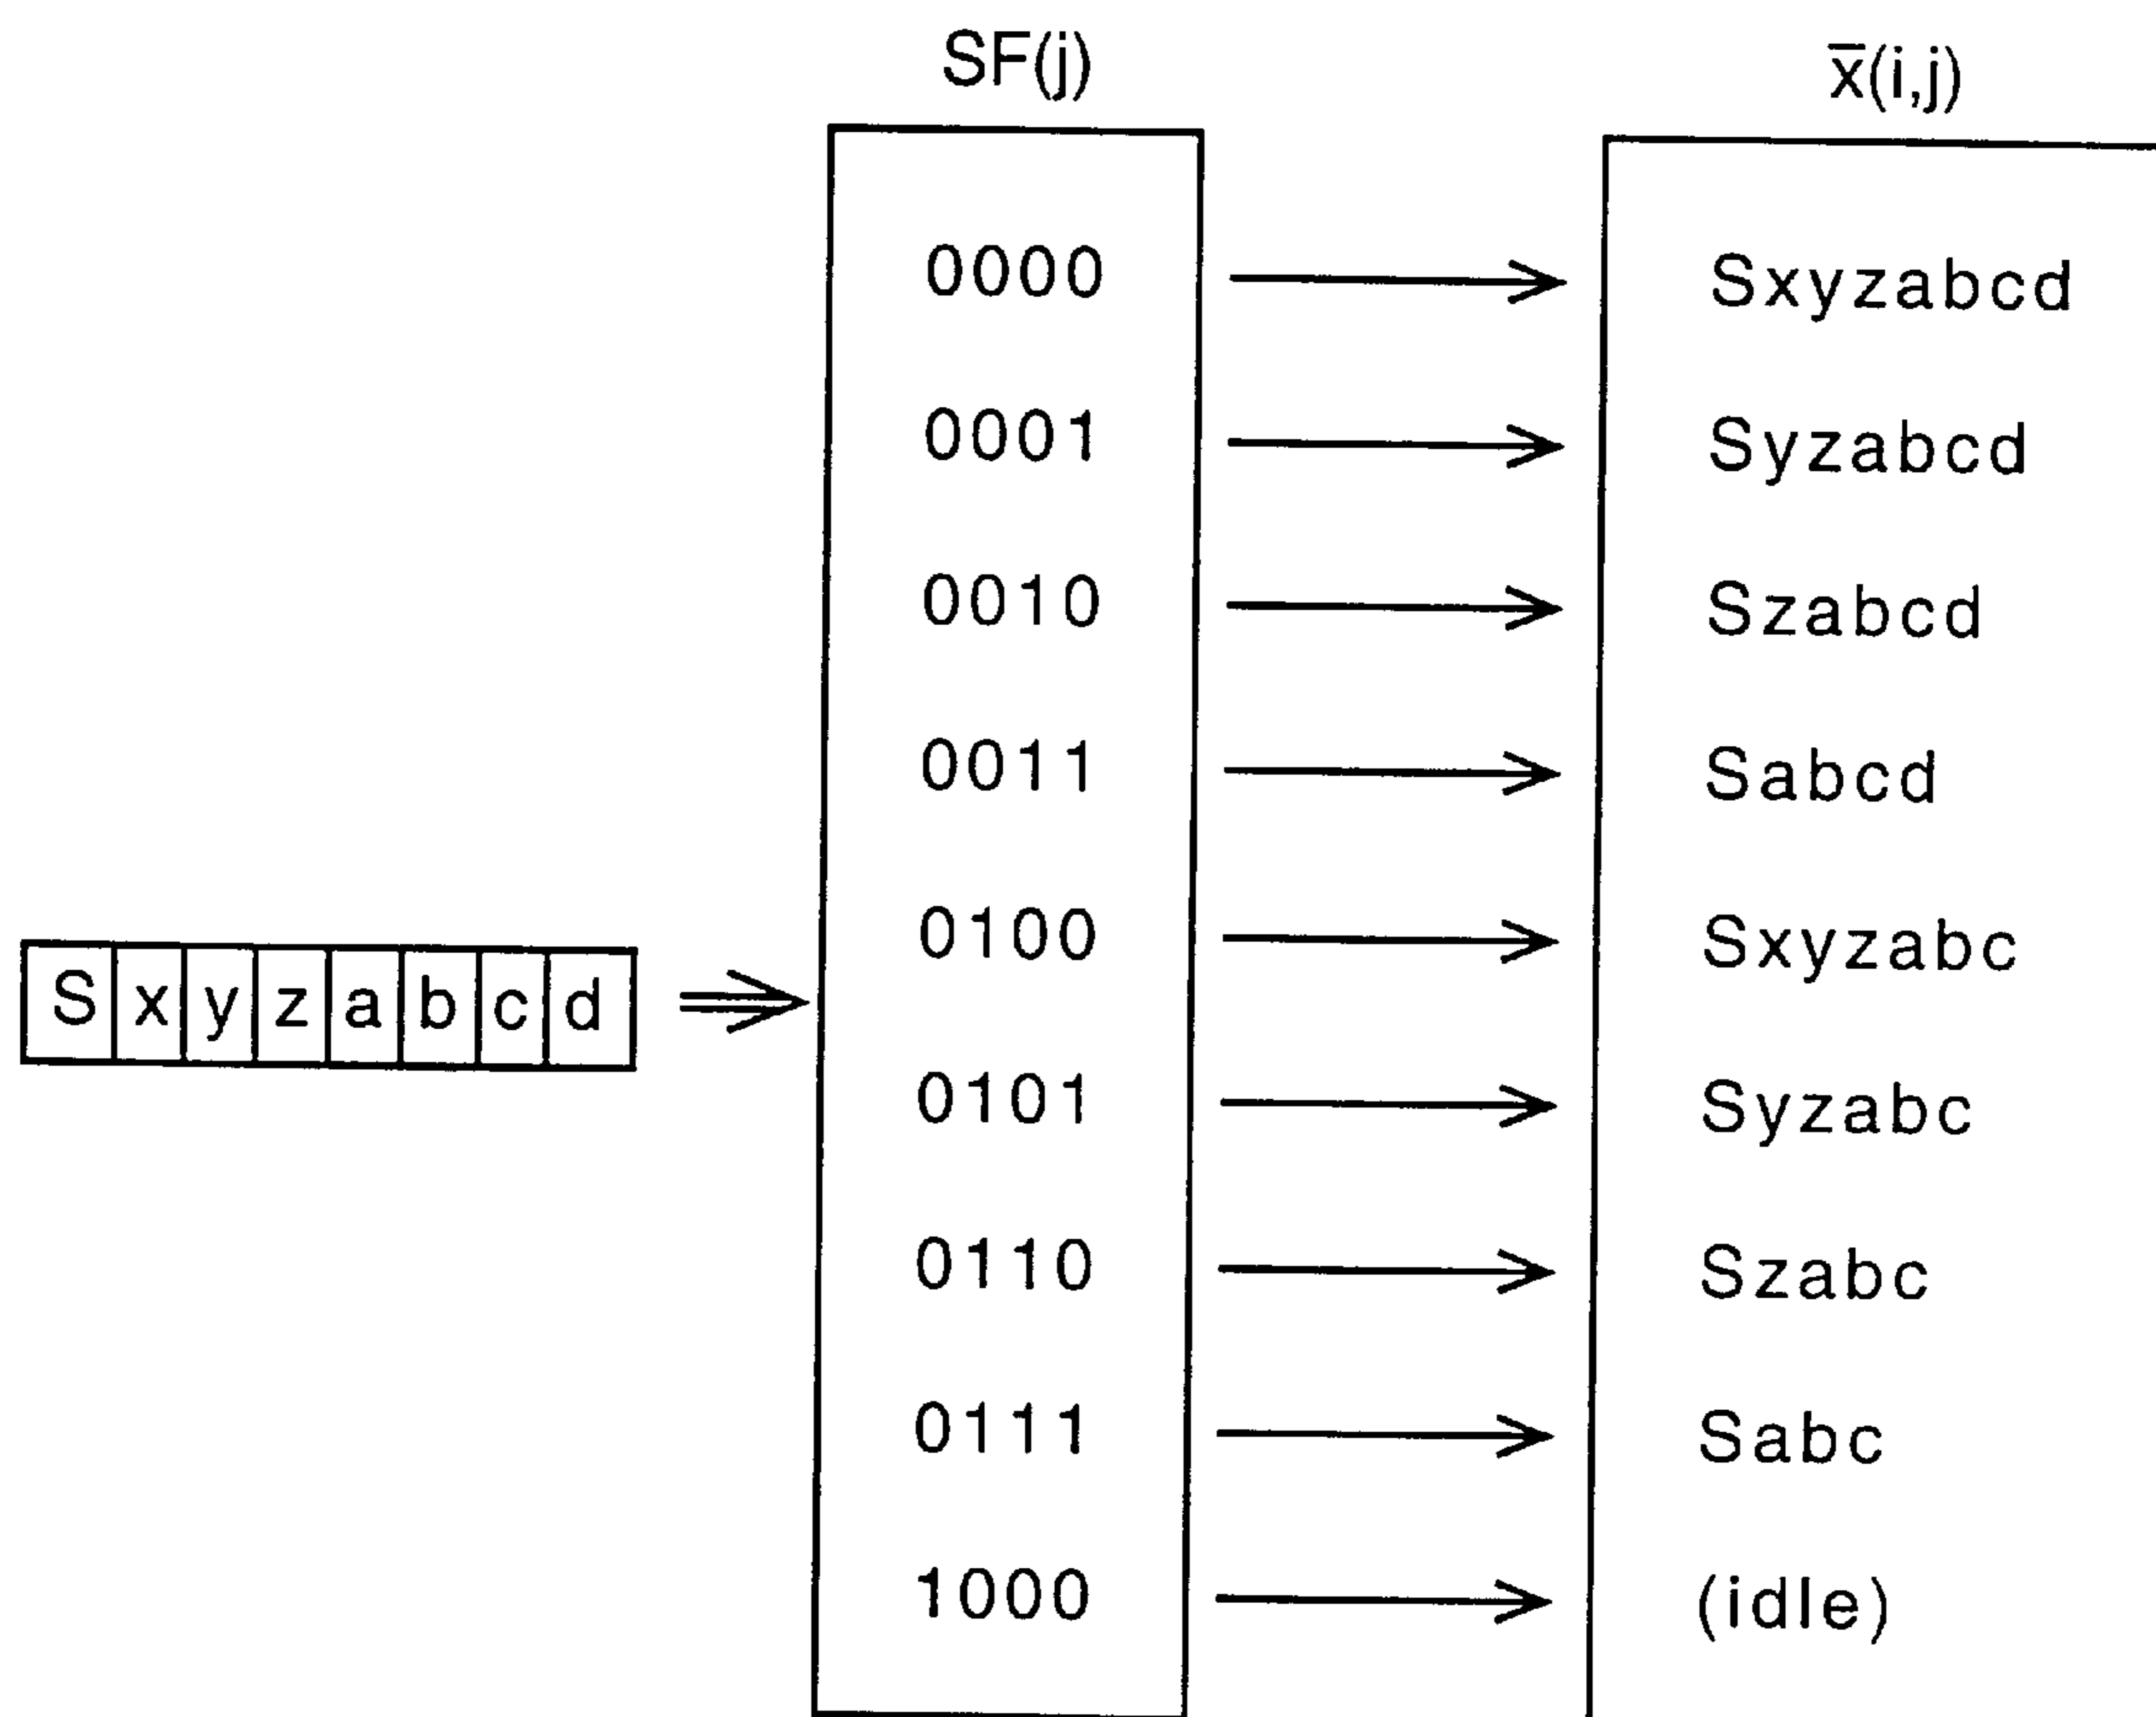 SF(j) x̅(i,j)
0000 Sxyzabcd
0001 Syzabcd
0010 Szabcd
0011 Sabcd
0100 Sxyzabc
S x y z a b c d
0101 Syzabc
0110 Szabc
0111 Sabc
1000 (idle)